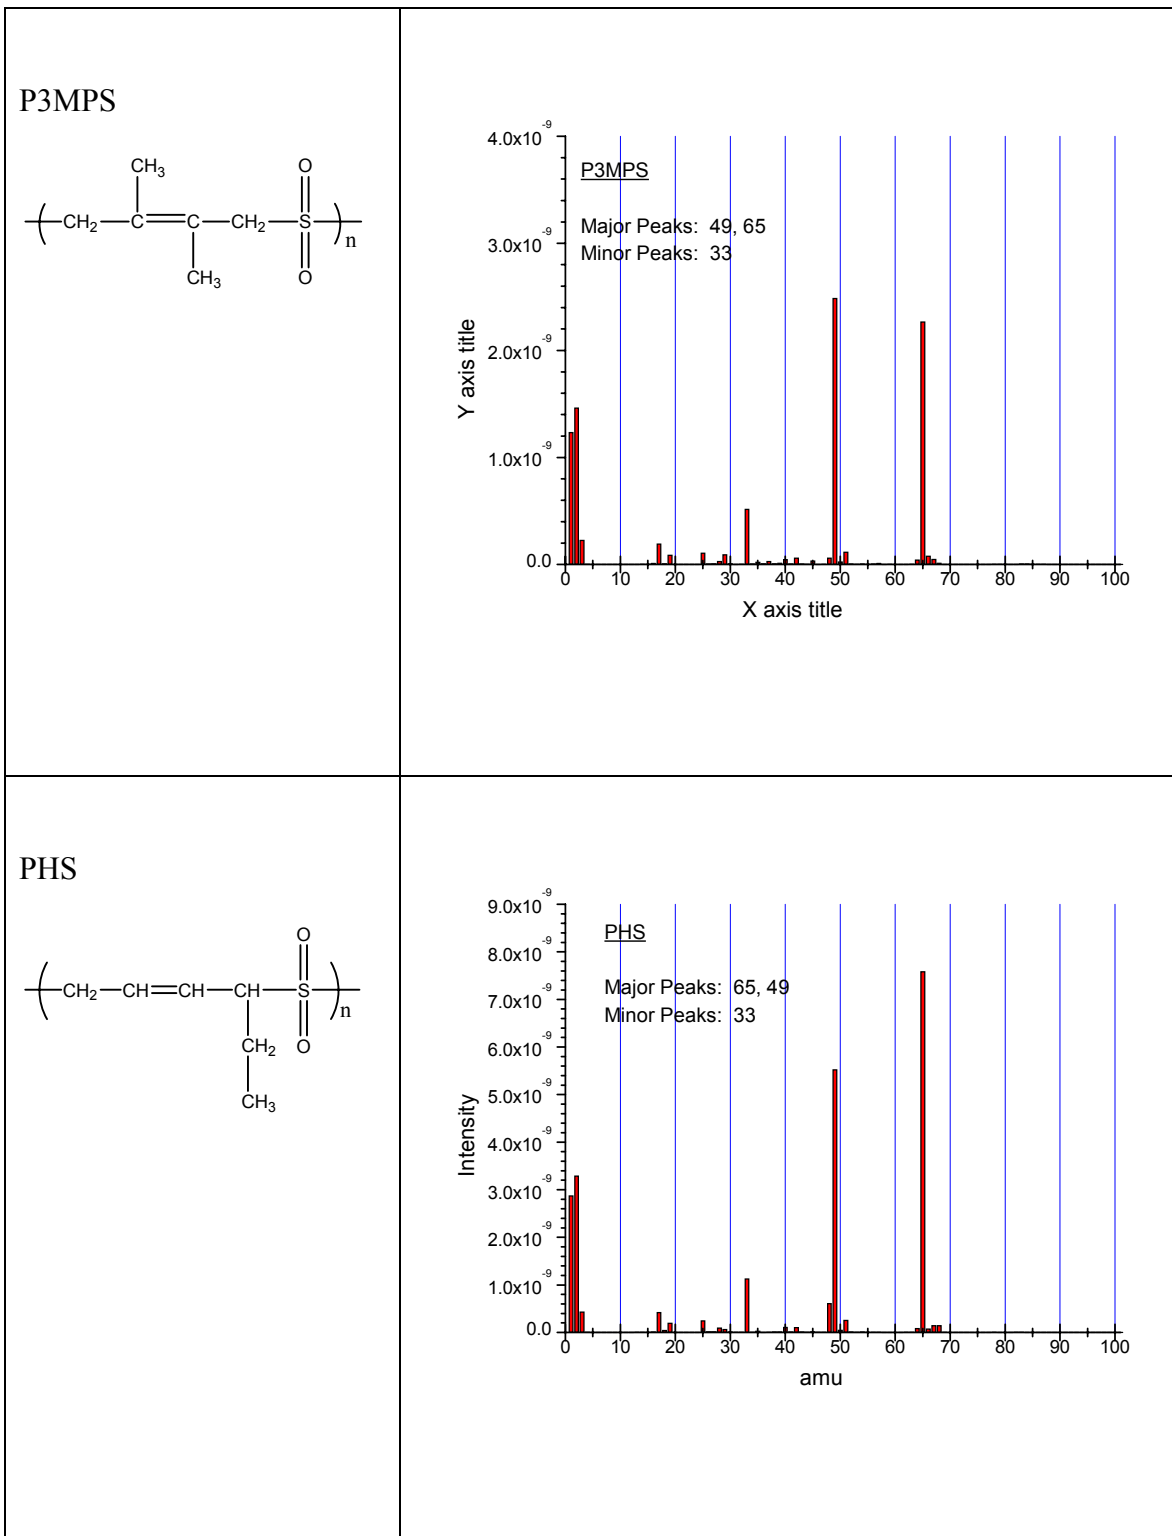 P3MPS
CH3
CH2 C C CH2 S n
O
O
CH3
P3MPS
Major Peaks: 49, 65
Minor Peaks: 33
4.0x10-9
3.0x10-9
2.0x10-9
1.0x10-9
0.0
Y axis title
0 10 20 30 40 50 60 70 80 90 100
X axis title
PHS
O
CH2 CH CH CH S n
CH2 O
CH3
PHS
Major Peaks: 65, 49
Minor Peaks: 33
9.0x10-9
8.0x10-9
7.0x10-9
6.0x10-9
5.0x10-9
4.0x10-9
3.0x10-9
2.0x10-9
1.0x10-9
0.0
Intensity
0 10 20 30 40 50 60 70 80 90 100
amu